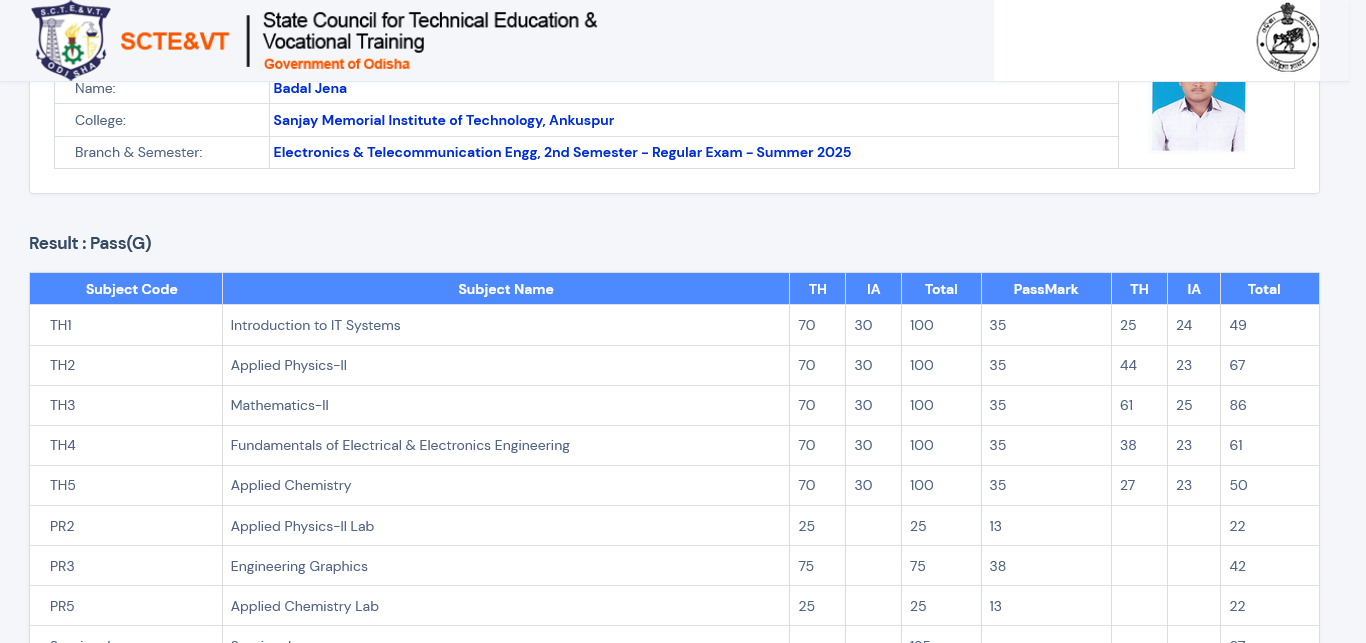 S.C.T.E.& V.T.
ODISHA
SCTE&VT
State Council for Technical Education &
Vocational Training
Government of Odisha
Name: Badal Jena
College: Sanjay Memorial Institute of Technology, Ankuspur
Branch & Semester: Electronics & Telecommunication Engg, 2nd Semester - Regular Exam - Summer 2025
Result : Pass(G)
Subject Code Subject Name TH IA Total PassMark TH IA Total
TH1 Introduction to IT Systems 70 30 100 35 25 24 49
TH2 Applied Physics-II 70 30 100 35 44 23 67
TH3 Mathematics-II 70 30 100 35 61 25 86
TH4 Fundamentals of Electrical & Electronics Engineering 70 30 100 35 38 23 61
TH5 Applied Chemistry 70 30 100 35 27 23 50
PR2 Applied Physics-II Lab 25 25 13 22
PR3 Engineering Graphics 75 75 38 42
PR5 Applied Chemistry Lab 25 25 13 22